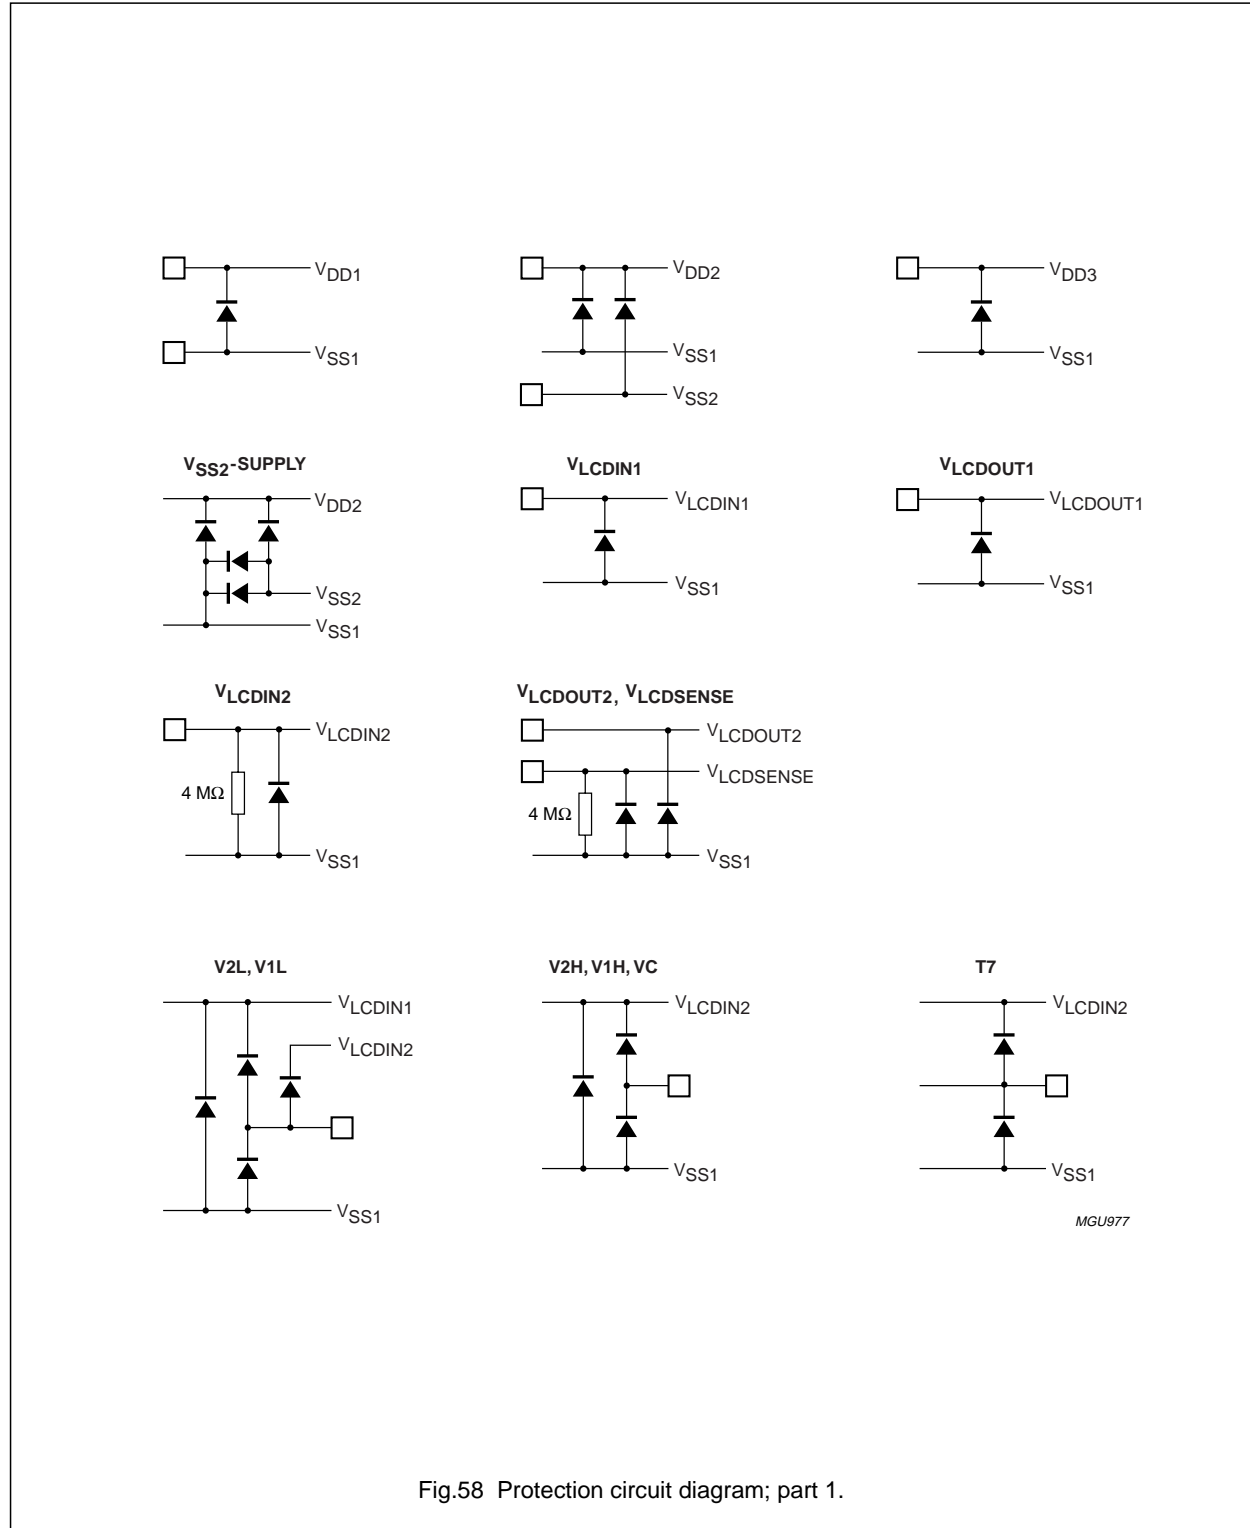 VDD1
VSS1
VDD2
VSS1
VSS2
VDD3
VSS1
VSS2-SUPPLY
VDD2
VSS2
VSS1
VLCDIN1
VLCDIN1
VSS1
VLCDOUT1
VLCDOUT1
VSS1
VLCDIN2
VLCDIN2
4 MΩ
VSS1
VLCDOUT2, VLCDSENSE
VLCDOUT2
VLCDSENSE
4 MΩ
VSS1
V2L, V1L
VLCDIN1
VLCDIN2
VSS1
V2H, V1H, VC
VLCDIN2
VSS1
T7
VLCDIN2
VSS1
MGU977
Fig.58 Protection circuit diagram; part 1.